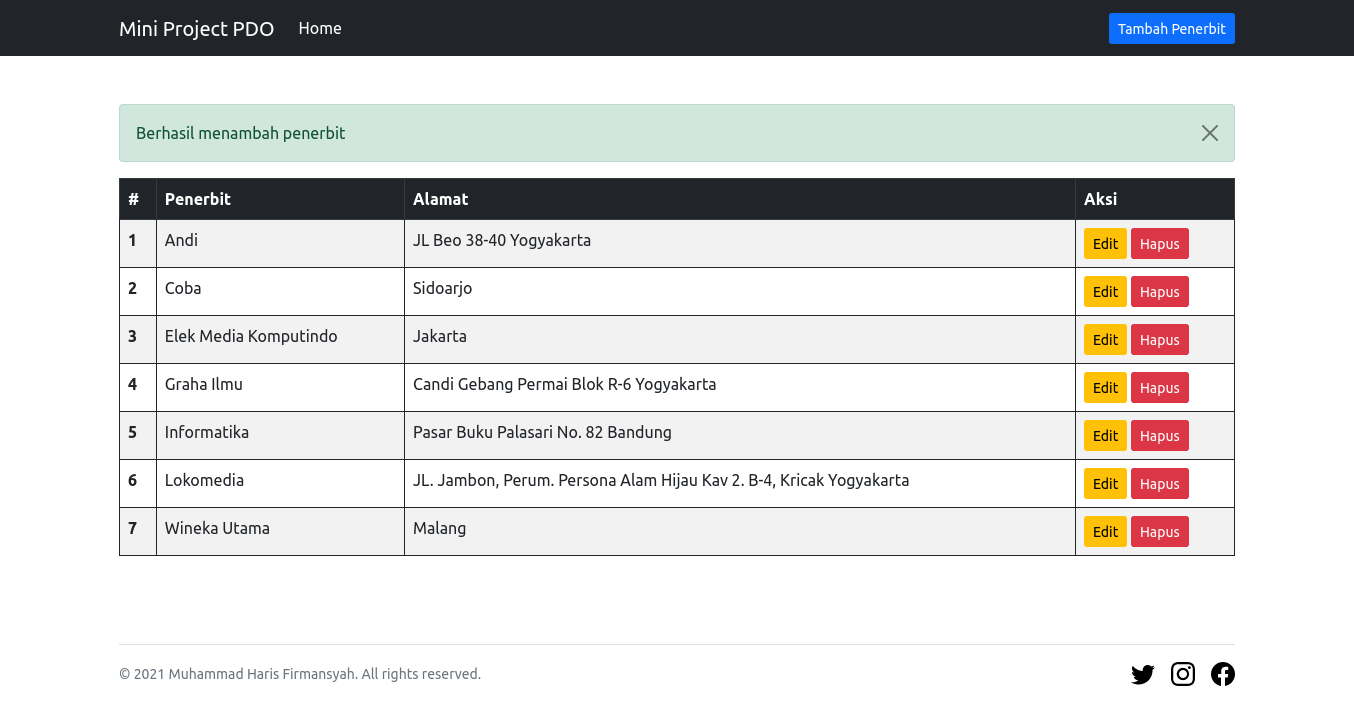 Mini Project PDO Home Tambah Penerbit
Berhasil menambah penerbit
# Penerbit Alamat Aksi
1 Andi JL Beo 38-40 Yogyakarta Edit Hapus
2 Coba Sidoarjo Edit Hapus
3 Elek Media Komputindo Jakarta Edit Hapus
4 Graha Ilmu Candi Gebang Permai Blok R-6 Yogyakarta Edit Hapus
5 Informatika Pasar Buku Palasari No. 82 Bandung Edit Hapus
6 Lokomedia JL. Jambon, Perum. Persona Alam Hijau Kav 2. B-4, Kricak Yogyakarta Edit Hapus
7 Wineka Utama Malang Edit Hapus
© 2021 Muhammad Haris Firmansyah. All rights reserved.